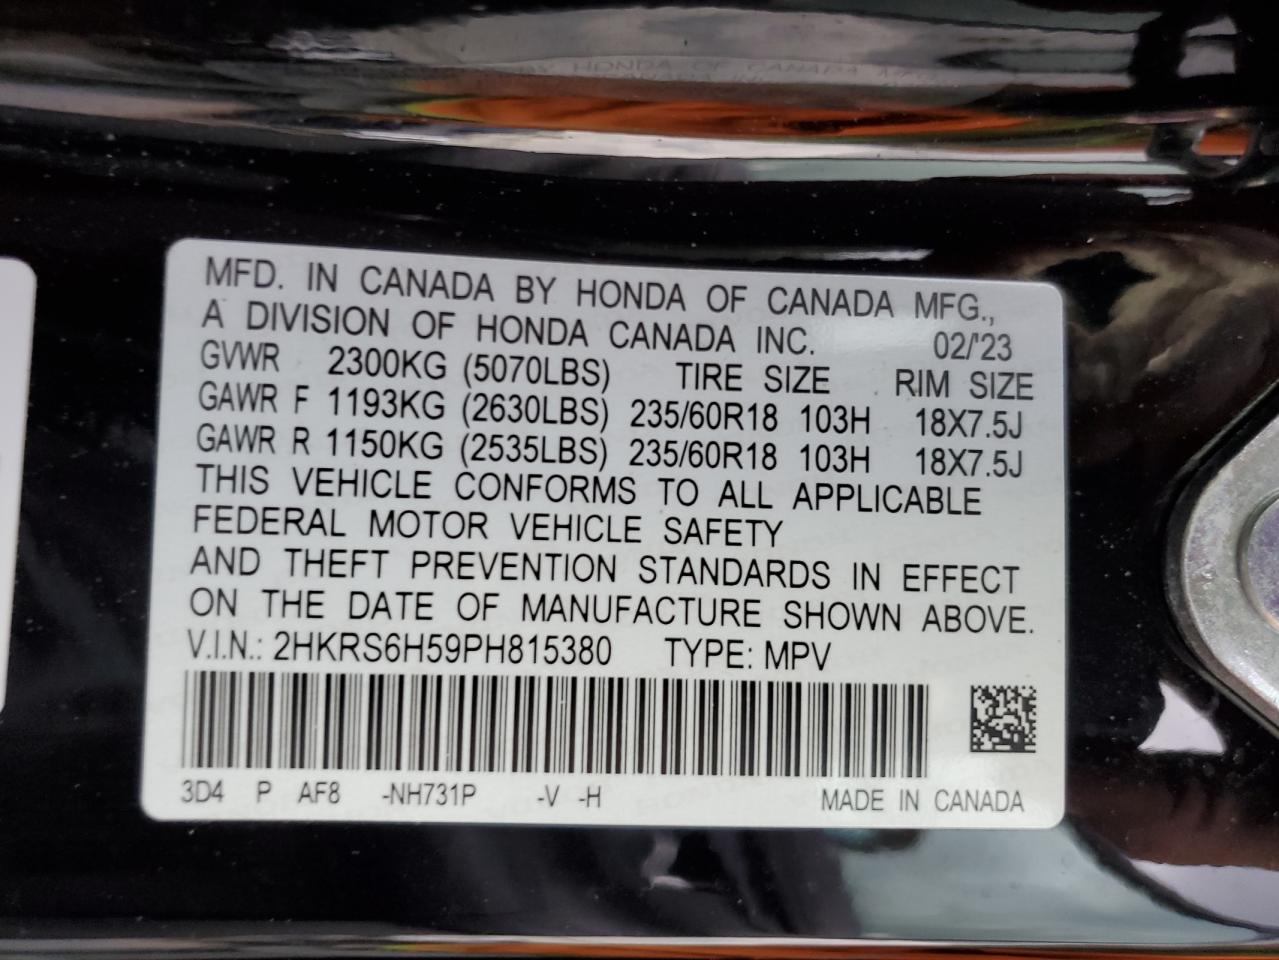 MFD. IN CANADA BY HONDA OF CANADA MFG.,
A DIVISION OF HONDA CANADA INC. 02/'23
GVWR 2300KG (5070LBS) TIRE SIZE RIM SIZE
GAWR F 1193KG (2630LBS) 235/60R18 103H 18X7.5J
GAWR R 1150KG (2535LBS) 235/60R18 103H 18X7.5J
THIS VEHICLE CONFORMS TO ALL APPLICABLE
FEDERAL MOTOR VEHICLE SAFETY
AND THEFT PREVENTION STANDARDS IN EFFECT
ON THE DATE OF MANUFACTURE SHOWN ABOVE.
V.I.N.: 2HKRS6H59PH815380 TYPE: MPV
3D4 P AF8 -NH731P -V -H MADE IN CANADA